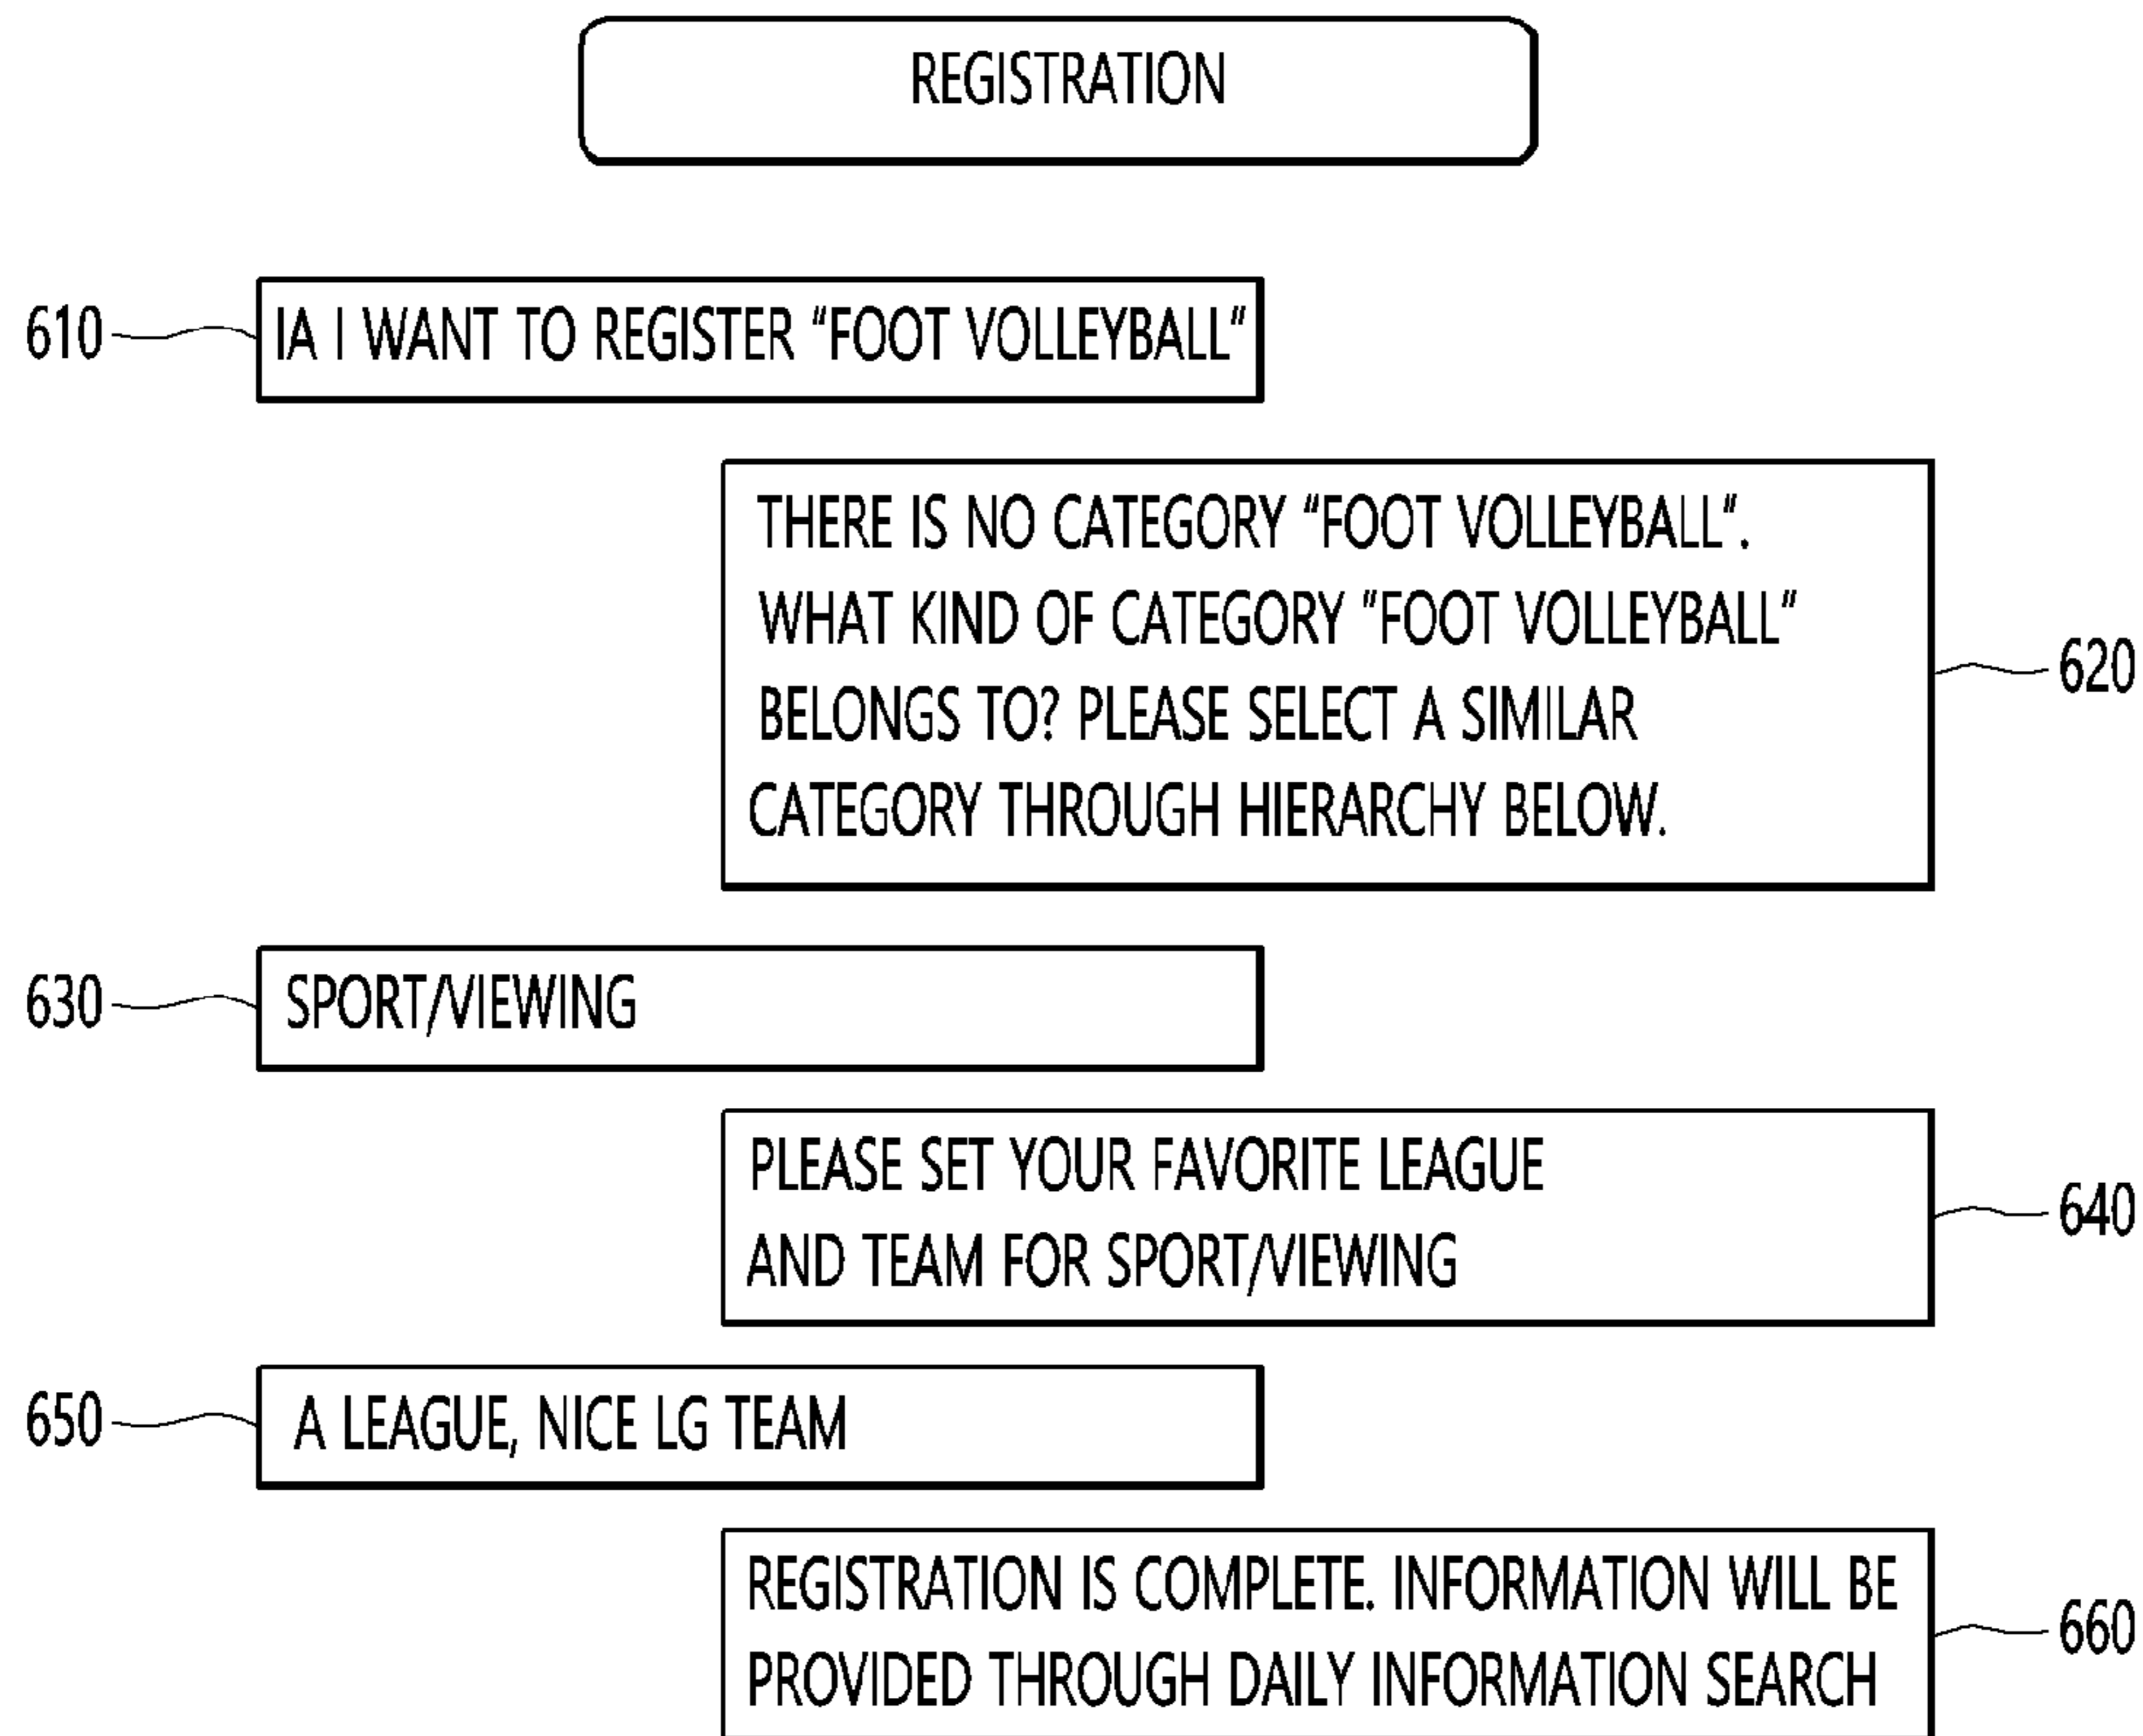 REGISTRATION
610
IA I WANT TO REGISTER "FOOT VOLLEYBALL"
THERE IS NO CATEGORY "FOOT VOLLEYBALL".
WHAT KIND OF CATEGORY "FOOT VOLLEYBALL"
BELONGS TO? PLEASE SELECT A SIMILAR
CATEGORY THROUGH HIERARCHY BELOW.
620
630
SPORT/VIEWING
PLEASE SET YOUR FAVORITE LEAGUE
AND TEAM FOR SPORT/VIEWING
640
650
A LEAGUE, NICE LG TEAM
REGISTRATION IS COMPLETE. INFORMATION WILL BE
PROVIDED THROUGH DAILY INFORMATION SEARCH
660